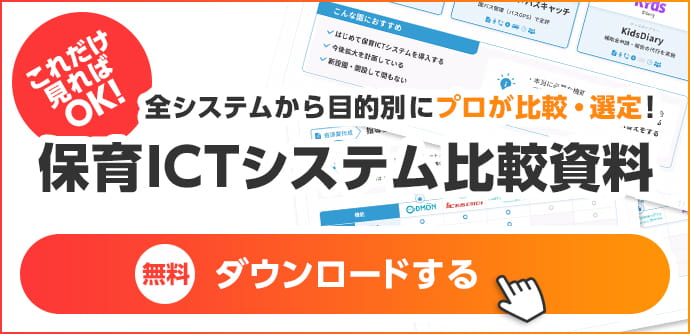 これだけ
見れば
OK!
こんな園におすすめ
はじめて保育ICTシステムを導入する
今後拡大を計画している
新設園・開設して間もない
KidsDiary
全システムから目的別にプロが比較・選定!
保育ICTシステム比較資料
機能
CoDMON
無料 ダウンロードする